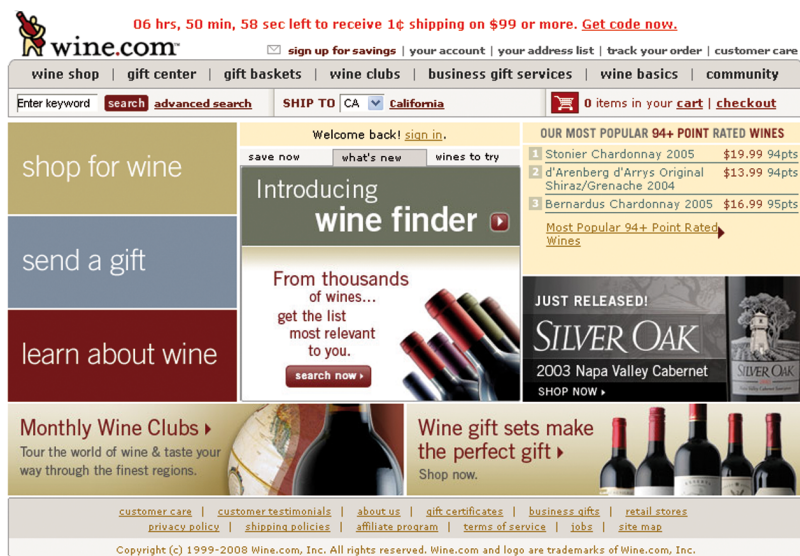 06 hrs, 50 min, 58 sec left to receive 1¢ shipping on $99 or more. Get code now.
wine.com™
sign up for savings | your account | your address list | track your order | customer care
wine shop | gift center | gift baskets | wine clubs | business gift services | wine basics | community
Enter keyword search advanced search SHIP TO CA California 0 items in your cart | checkout
shop for wine
send a gift
learn about wine
Welcome back! sign in.
save now what's new wines to try
Introducing
wine finder
From thousands
of wines...
get the list
most relevant
to you.
search now
OUR MOST POPULAR 94+ POINT RATED WINES
1 Stonier Chardonnay 2005 $19.99 94pts
2 d'Arenberg d'Arrys Original $13.99 94pts
Shiraz/Grenache 2004
3 Bernardus Chardonnay 2005 $16.99 95pts
Most Popular 94+ Point Rated
Wines
JUST RELEASED!
SILVER OAK
2003 Napa Valley Cabernet
SHOP NOW
SILVER OAK
Monthly Wine Clubs
Tour the world of wine & taste your
way through the finest regions.
Wine gift sets make
the perfect gift
Shop now.
customer care | customer testimonials | about us | gift certificates | business gifts | retail stores
privacy policy | shipping policies | affiliate program | terms of service | jobs | site map
Copyright (c) 1999-2008 Wine.com, Inc. All rights reserved. Wine.com and logo are trademarks of Wine.com, Inc.